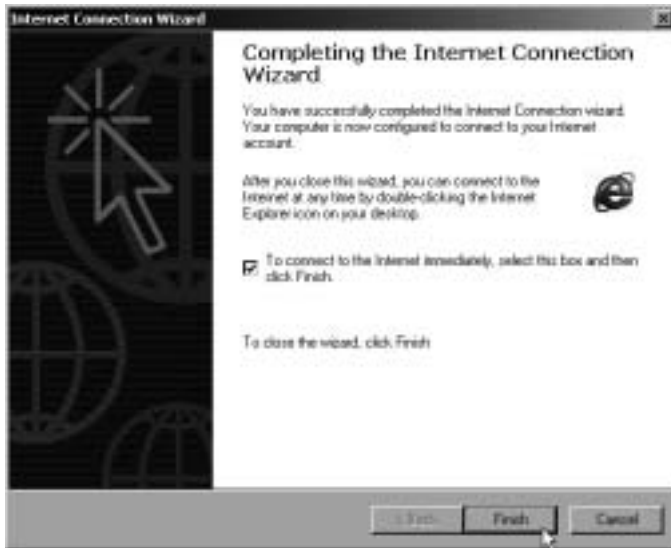 Internet Connection Wizard
Completing the Internet Connection
Wizard
You have successfully completed the Internet Connection wizard.
Your computer is now configured to connect to your Internet
account.
After you close this wizard, you can connect to the
Internet at any time by double-clicking the Internet
Explorer icon on your desktop.
To connect to the Internet immediately, select this box and then
click Finish.
To close the wizard, click Finish
< Back
Finish
Cancel